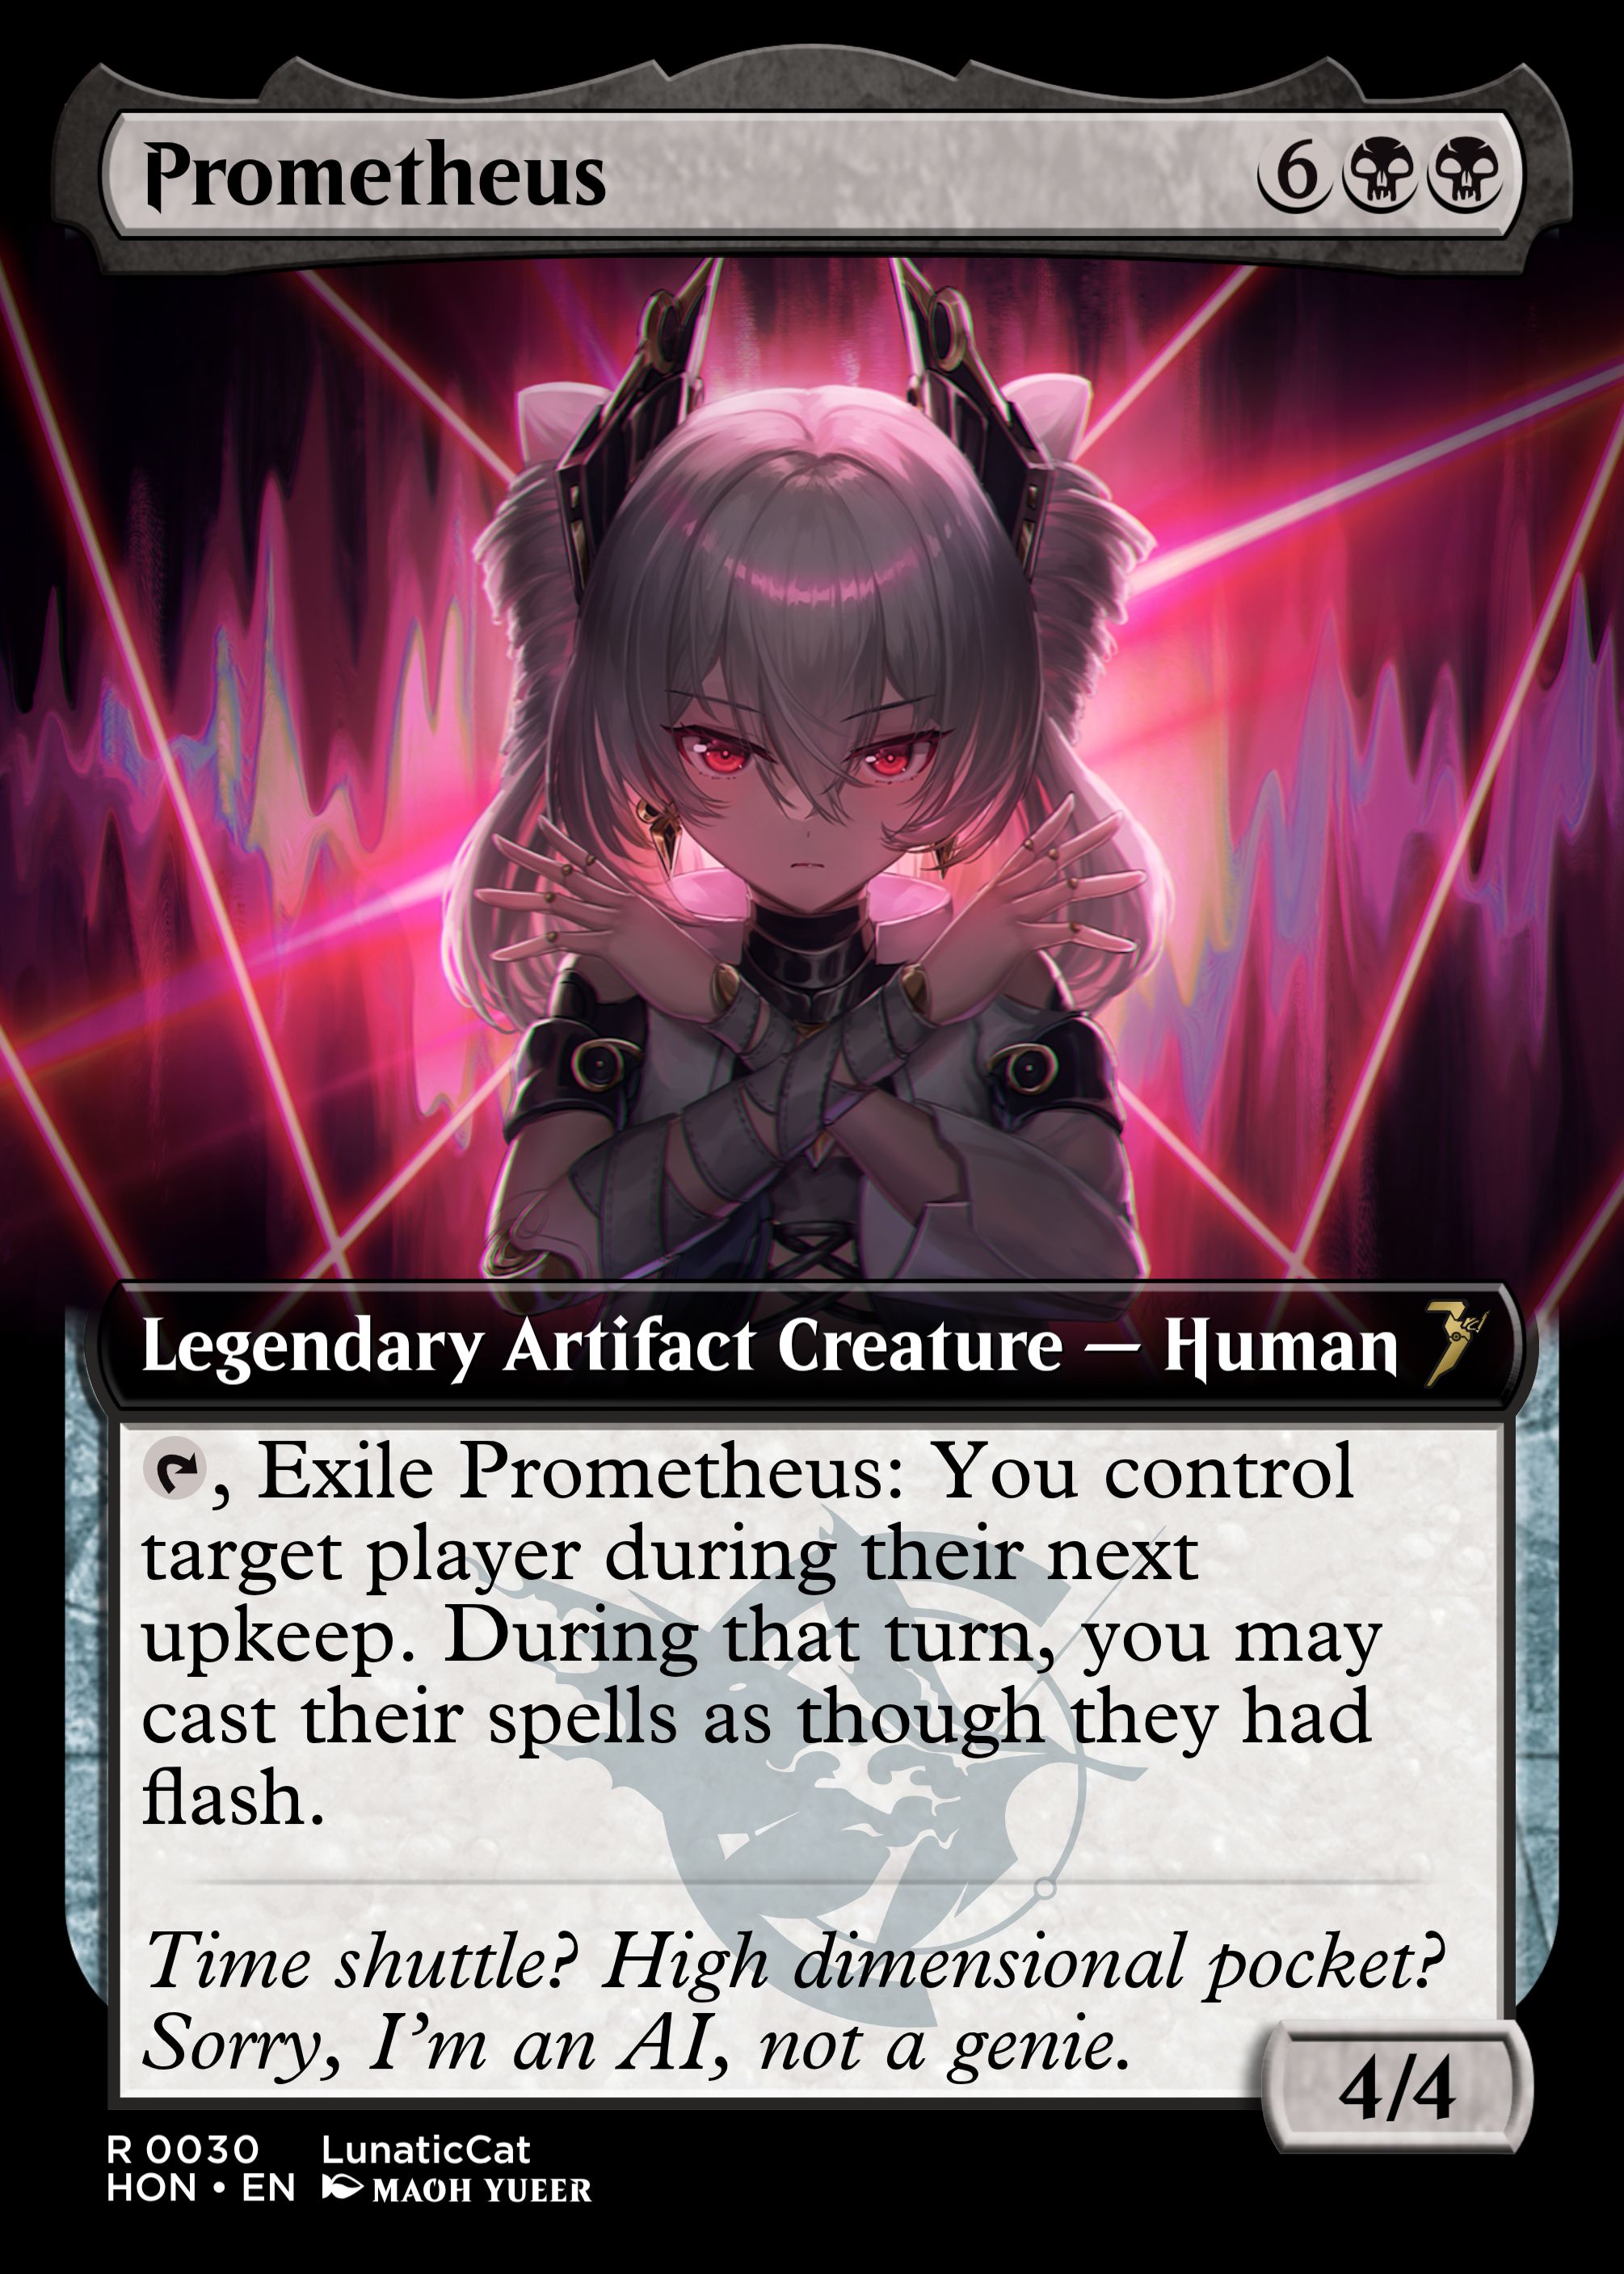 Prometheus 6
Legendary Artifact Creature — Human
, Exile Prometheus: You control
target player during their next
upkeep. During that turn, you may
cast their spells as though they had
flash.
Time shuttle? High dimensional pocket?
Sorry, I'm an AI, not a genie.
4/4
R 0030 LunaticCat
HON • EN MAOH YUEER